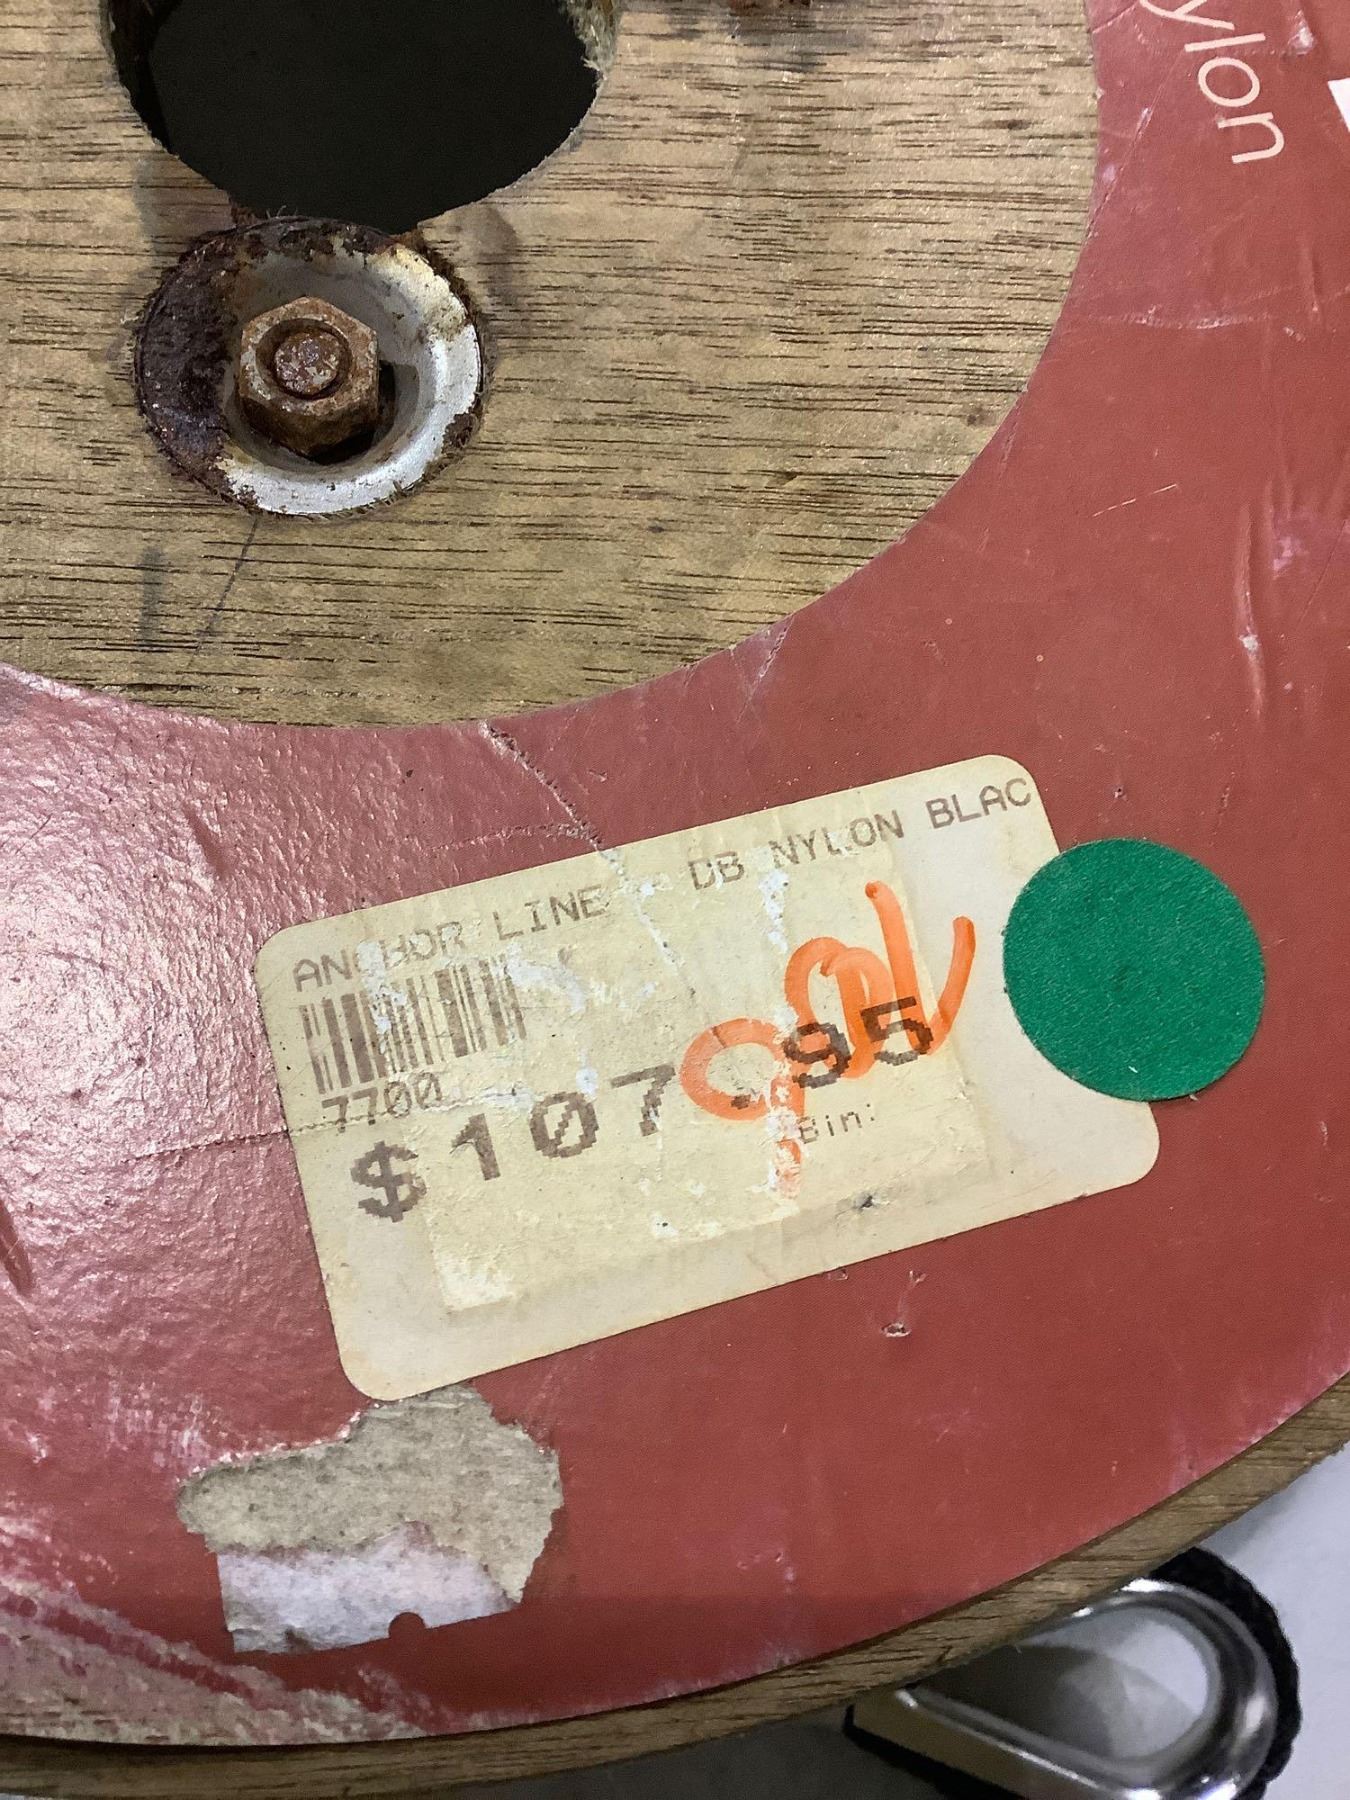 ylon
ANCHOR LINE DB NYLON BLAC
7700
$107.95
Bin: